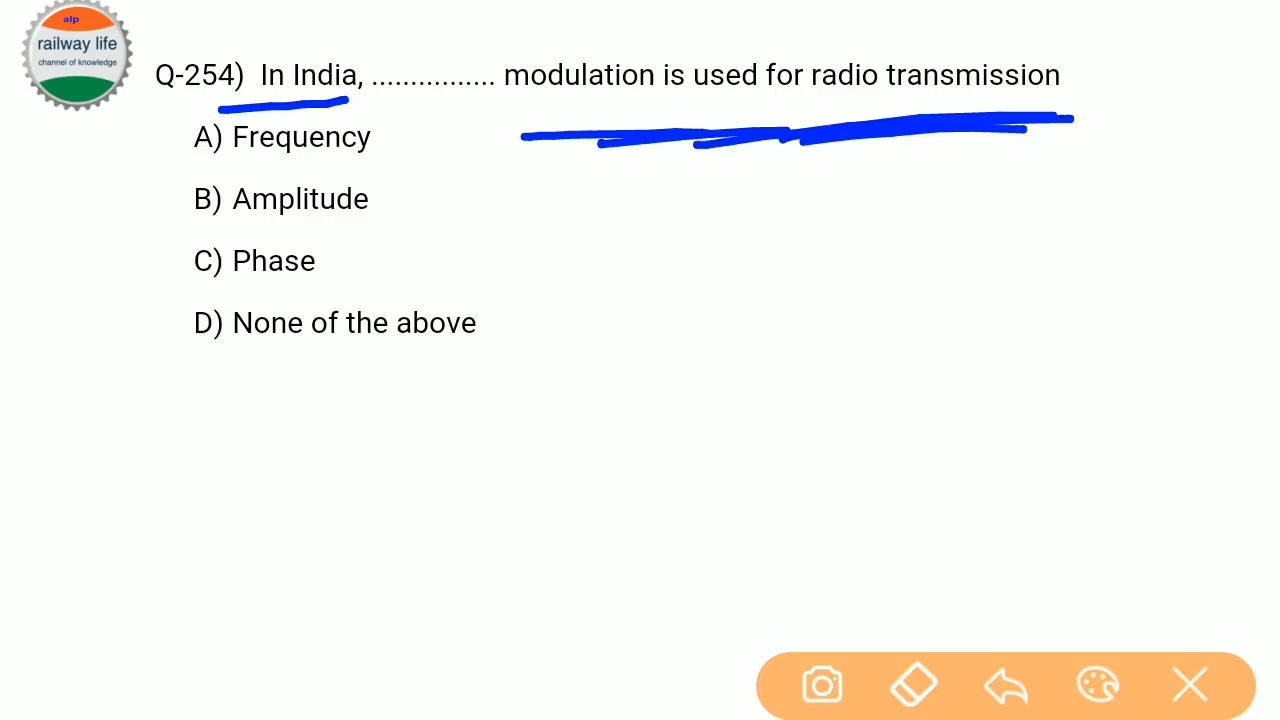 alp
railway life
channel of knowledge
Q-254) In India, ................ modulation is used for radio transmission
A) Frequency
B) Amplitude
C) Phase
D) None of the above